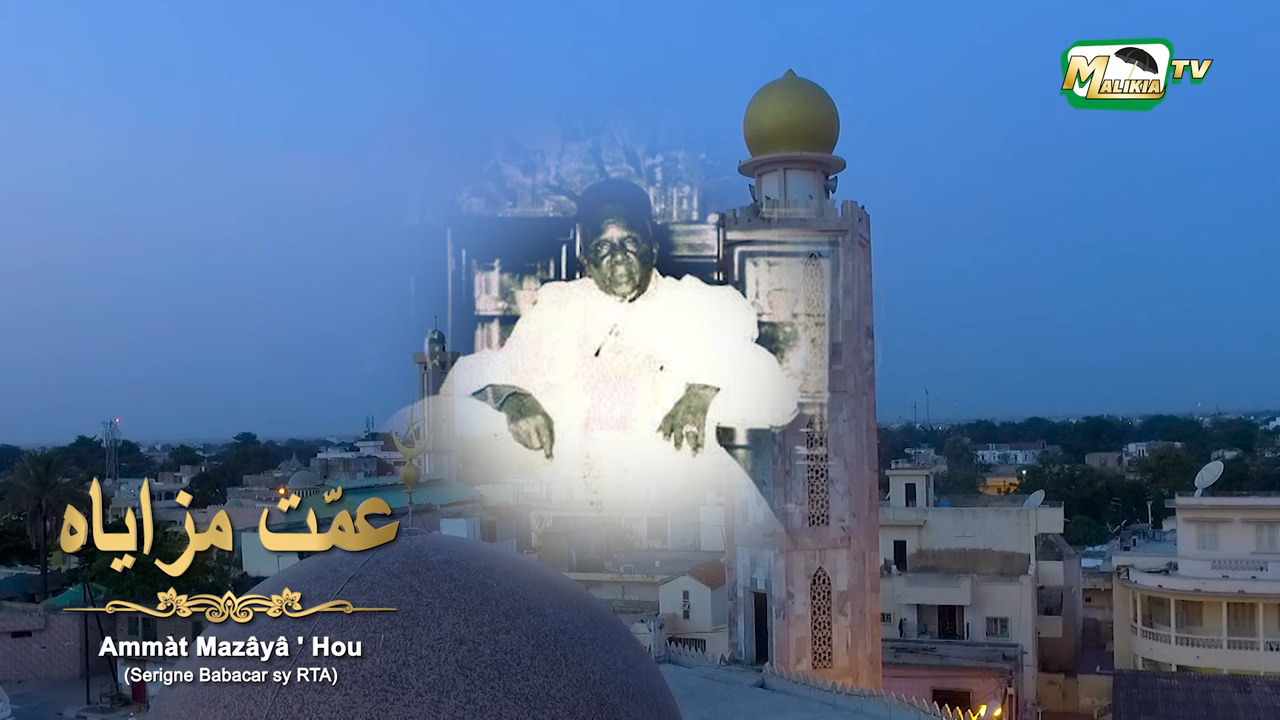 MALIKIA TV
عمّت مزاياه
Ammàt Mazâyâ ' Hou
(Serigne Babacar sy RTA)